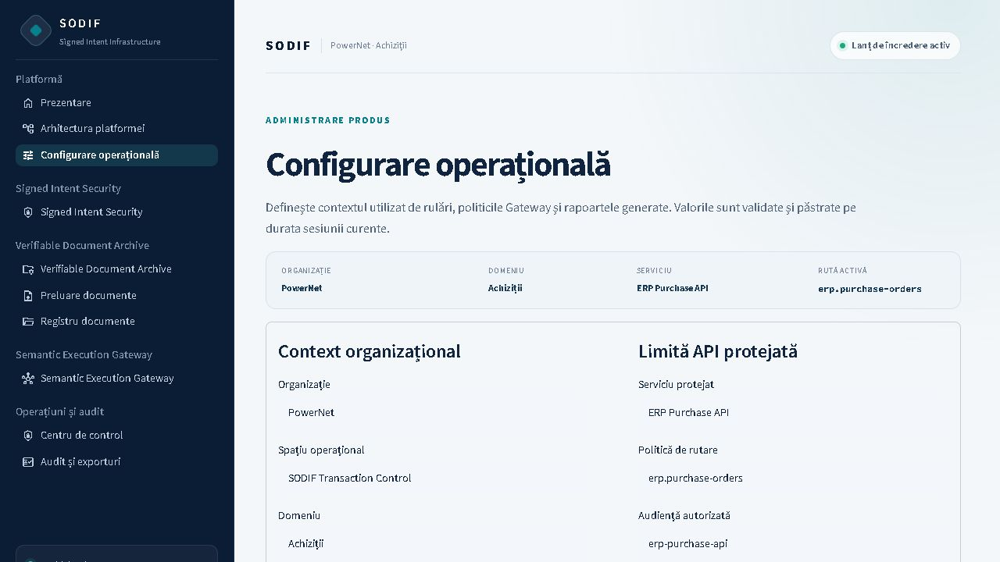 SODIF
Signed Intent Infrastructure
Platformă
Prezentare
Arhitectura platformei
Configurare operațională
Signed Intent Security
Signed Intent Security
Verifiable Document Archive
Verifiable Document Archive
Preluare documente
Registru documente
Semantic Execution Gateway
Semantic Execution Gateway
Operațiuni și audit
Centru de control
Audit și exporturi
SODIF
PowerNet · Achiziții
Lanț de încredere activ
ADMINISTRARE PRODUS
Configurare operațională
Definește contextul utilizat de rulări, politicile Gateway și rapoartele generate. Valorile sunt validate și păstrate pe
durata sesiunii curente.
ORGANIZAȚIE
PowerNet
DOMENIU
Achiziții
SERVICIU
ERP Purchase API
RUTĂ ACTIVĂ
erp.purchase-orders
Context organizațional
Organizație
PowerNet
Spațiu operațional
SODIF Transaction Control
Domeniu
Achiziții
Limită API protejată
Serviciu protejat
ERP Purchase API
Politică de rutare
erp.purchase-orders
Audiență autorizată
erp-purchase-api